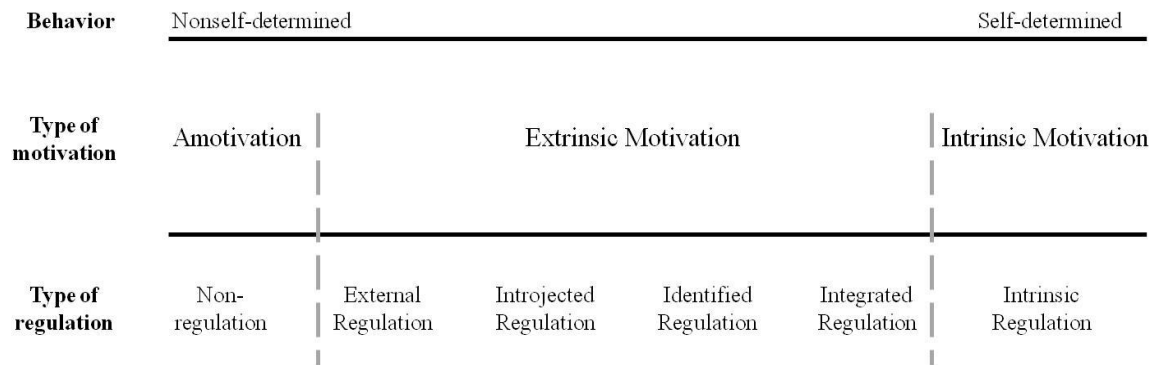 Behavior Nonself-determined Self-determined
Type of motivation Amotivation Extrinsic Motivation Intrinsic Motivation
Type of regulation Non-regulation External Regulation Introjected Regulation Identified Regulation Integrated Regulation Intrinsic Regulation